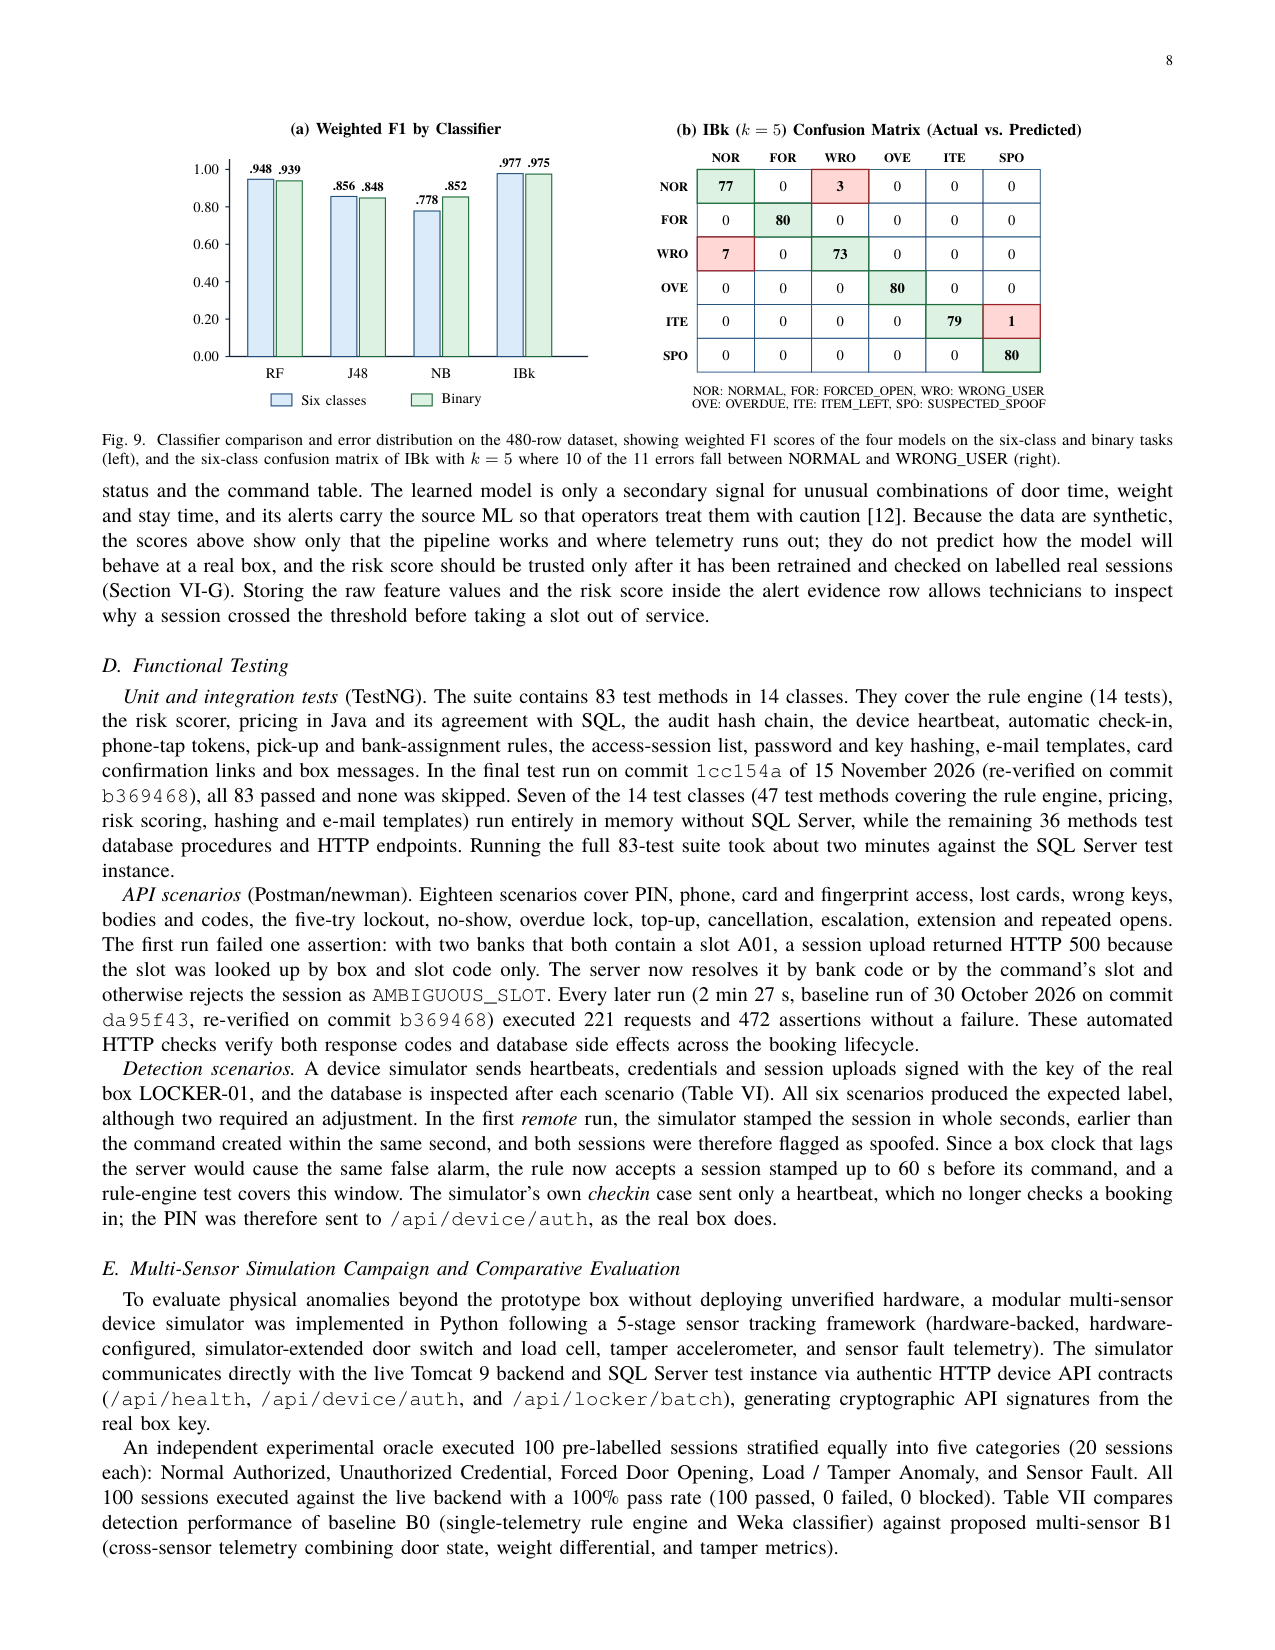 8
(a) Weighted F1 by Classifier
1.00
0.80
0.60
0.40
0.20
0.00
.948 .939
.856 .848
.778 .852
.977 .975
RF J48 NB IBk
Six classes Binary
(b) IBk (k = 5) Confusion Matrix (Actual vs. Predicted)
NOR FOR WRO OVE ITE SPO
NOR 77 0 3 0 0 0
FOR 0 80 0 0 0 0
WRO 7 0 73 0 0 0
OVE 0 0 0 80 0 0
ITE 0 0 0 0 79 1
SPO 0 0 0 0 0 80
NOR: NORMAL, FOR: FORCED_OPEN, WRO: WRONG_USER
OVE: OVERDUE, ITE: ITEM_LEFT, SPO: SUSPECTED_SPOOF
Fig. 9. Classifier comparison and error distribution on the 480-row dataset, showing weighted F1 scores of the four models on the six-class and binary tasks
(left), and the six-class confusion matrix of IBk with k = 5 where 10 of the 11 errors fall between NORMAL and WRONG_USER (right).
status and the command table. The learned model is only a secondary signal for unusual combinations of door time, weight
and stay time, and its alerts carry the source ML so that operators treat them with caution [12]. Because the data are synthetic,
the scores above show only that the pipeline works and where telemetry runs out; they do not predict how the model will
behave at a real box, and the risk score should be trusted only after it has been retrained and checked on labelled real sessions
(Section VI-G). Storing the raw feature values and the risk score inside the alert evidence row allows technicians to inspect
why a session crossed the threshold before taking a slot out of service.
D. Functional Testing
Unit and integration tests (TestNG). The suite contains 83 test methods in 14 classes. They cover the rule engine (14 tests),
the risk scorer, pricing in Java and its agreement with SQL, the audit hash chain, the device heartbeat, automatic check-in,
phone-tap tokens, pick-up and bank-assignment rules, the access-session list, password and key hashing, e-mail templates, card
confirmation links and box messages. In the final test run on commit 1cc154a of 15 November 2026 (re-verified on commit
b369468), all 83 passed and none was skipped. Seven of the 14 test classes (47 test methods covering the rule engine, pricing,
risk scoring, hashing and e-mail templates) run entirely in memory without SQL Server, while the remaining 36 methods test
database procedures and HTTP endpoints. Running the full 83-test suite took about two minutes against the SQL Server test
instance.
API scenarios (Postman/newman). Eighteen scenarios cover PIN, phone, card and fingerprint access, lost cards, wrong keys,
bodies and codes, the five-try lockout, no-show, overdue lock, top-up, cancellation, escalation, extension and repeated opens.
The first run failed one assertion: with two banks that both contain a slot A01, a session upload returned HTTP 500 because
the slot was looked up by box and slot code only. The server now resolves it by bank code or by the command's slot and
otherwise rejects the session as AMBIGUOUS_SLOT. Every later run (2 min 27 s, baseline run of 30 October 2026 on commit
da95f43, re-verified on commit b369468) executed 221 requests and 472 assertions without a failure. These automated
HTTP checks verify both response codes and database side effects across the booking lifecycle.
Detection scenarios. A device simulator sends heartbeats, credentials and session uploads signed with the key of the real
box LOCKER-01, and the database is inspected after each scenario (Table VI). All six scenarios produced the expected label,
although two required an adjustment. In the first remote run, the simulator stamped the session in whole seconds, earlier than
the command created within the same second, and both sessions were therefore flagged as spoofed. Since a box clock that lags
the server would cause the same false alarm, the rule now accepts a session stamped up to 60 s before its command, and a
rule-engine test covers this window. The simulator's own checkin case sent only a heartbeat, which no longer checks a booking
in; the PIN was therefore sent to /api/device/auth, as the real box does.
E. Multi-Sensor Simulation Campaign and Comparative Evaluation
To evaluate physical anomalies beyond the prototype box without deploying unverified hardware, a modular multi-sensor
device simulator was implemented in Python following a 5-stage sensor tracking framework (hardware-backed, hardware-
configured, simulator-extended door switch and load cell, tamper accelerometer, and sensor fault telemetry). The simulator
communicates directly with the live Tomcat 9 backend and SQL Server test instance via authentic HTTP device API contracts
(/api/health, /api/device/auth, and /api/locker/batch), generating cryptographic API signatures from the
real box key.
An independent experimental oracle executed 100 pre-labelled sessions stratified equally into five categories (20 sessions
each): Normal Authorized, Unauthorized Credential, Forced Door Opening, Load / Tamper Anomaly, and Sensor Fault. All
100 sessions executed against the live backend with a 100% pass rate (100 passed, 0 failed, 0 blocked). Table VII compares
detection performance of baseline B0 (single-telemetry rule engine and Weka classifier) against proposed multi-sensor B1
(cross-sensor telemetry combining door state, weight differential, and tamper metrics).